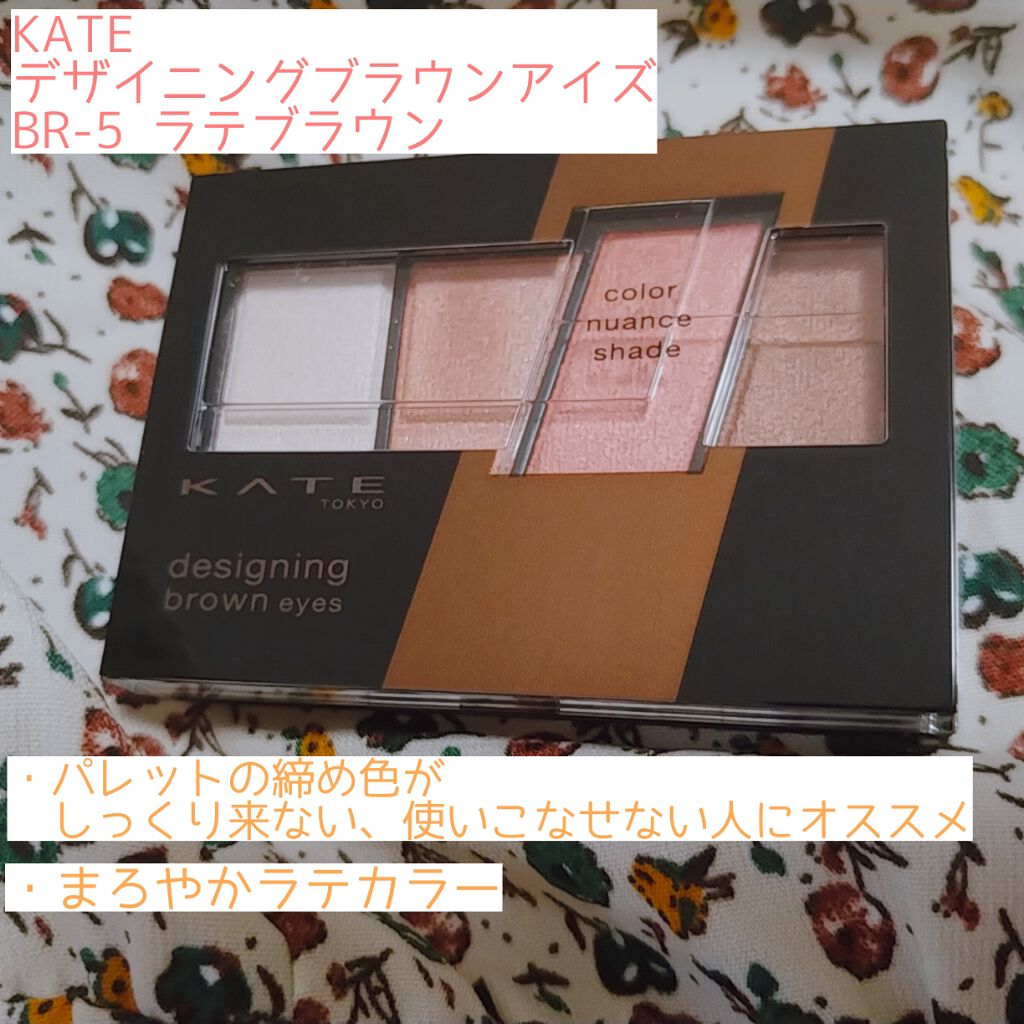 KATE
デザイニングブラウンアイズ
BR-5 ラテブラウン
color
nuance
shade
KATE
TOKYO
designing
brown eyes
・パレットの締め色が
しっくり来ない、使いこなせない人にオススメ
・まろやかラテカラー